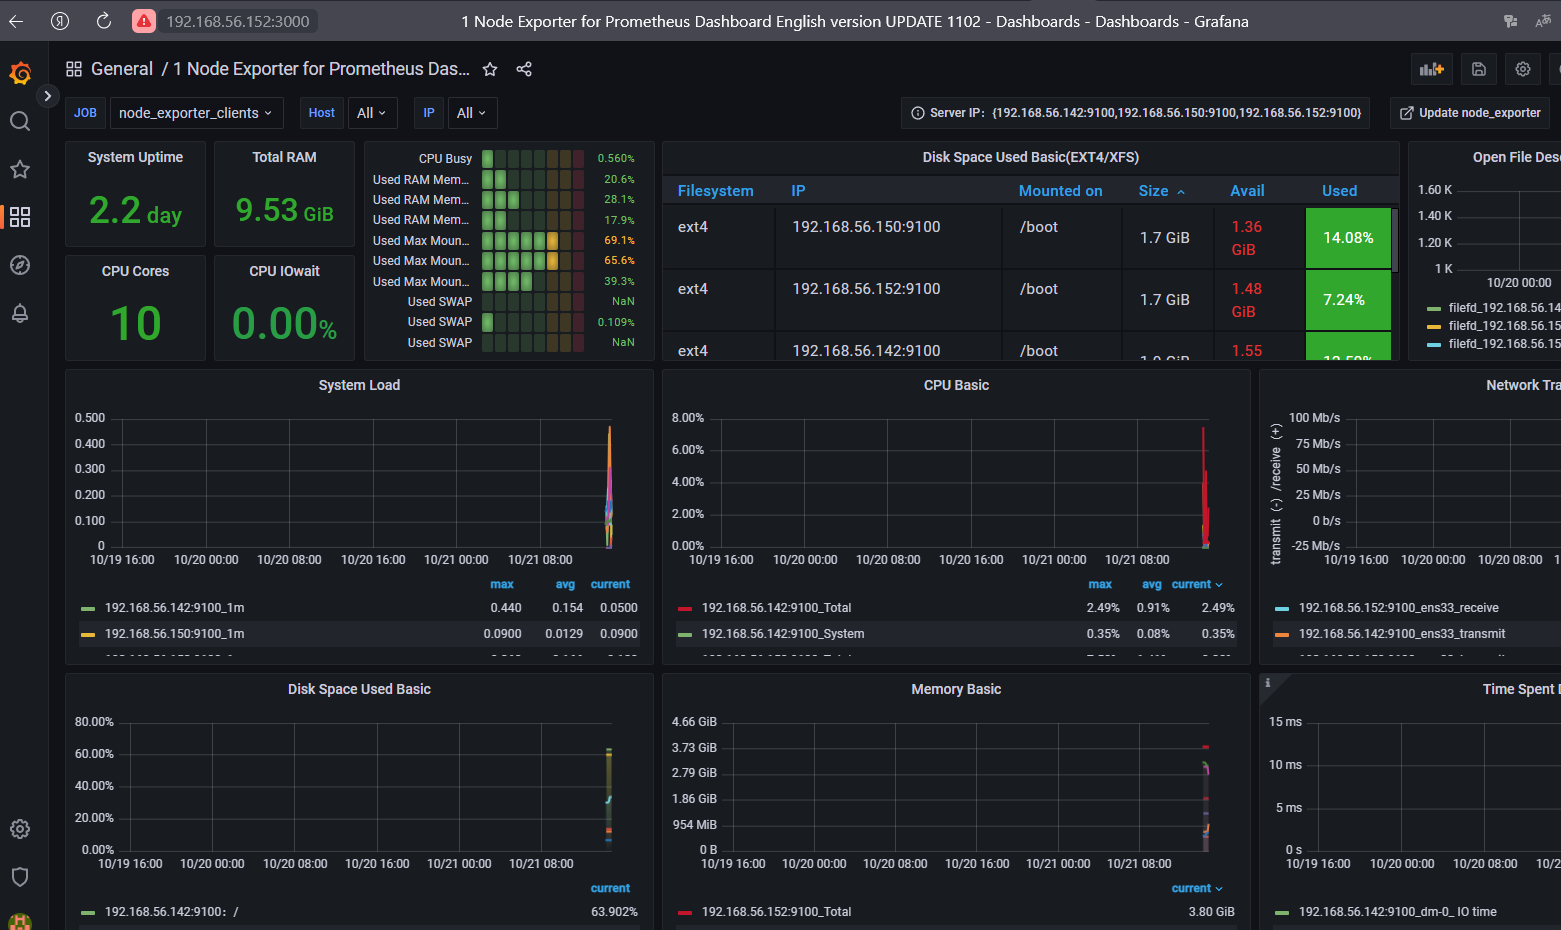 192.168.56.152:3000
1 Node Exporter for Prometheus Dashboard English version UPDATE 1102 - Dashboards - Dashboards - Grafana
General / 1 Node Exporter for Prometheus Das...
JOB node_exporter_clients Host All IP All
Server IP: {192.168.56.142:9100,192.168.56.150:9100,192.168.56.152:9100}
Update node_exporter
System Uptime
2.2 day
Total RAM
9.53 GiB
CPU Cores
10
CPU IOwait
0.00%
CPU Busy 0.560%
Used RAM Mem... 20.6%
Used RAM Mem... 28.1%
Used RAM Mem... 17.9%
Used Max Moun... 69.1%
Used Max Moun... 65.6%
Used Max Moun... 39.3%
Used SWAP NaN
Used SWAP 0.109%
Used SWAP NaN
Disk Space Used Basic(EXT4/XFS)
Filesystem IP Mounted on Size Avail Used
ext4 192.168.56.150:9100 /boot 1.7 GiB 1.36 GiB 14.08%
ext4 192.168.56.152:9100 /boot 1.7 GiB 1.48 GiB 7.24%
ext4 192.168.56.142:9100 /boot 1.55
Open File Des
1.60 K
1.40 K
1.20 K
1 K
10/20 00:00
filefd_192.168.56.14
filefd_192.168.56.15
filefd_192.168.56.15
System Load
0.500
0.400
0.300
0.200
0.100
0
10/19 16:00 10/20 00:00 10/20 08:00 10/20 16:00 10/21 00:00 10/21 08:00
max avg current
192.168.56.142:9100_1m 0.440 0.154 0.0500
192.168.56.150:9100_1m 0.0900 0.0129 0.0900
CPU Basic
8.00%
6.00%
4.00%
2.00%
0.00%
10/19 16:00 10/20 00:00 10/20 08:00 10/20 16:00 10/21 00:00 10/21 08:00
max avg current
192.168.56.142:9100_Total 2.49% 0.91% 2.49%
192.168.56.142:9100_System 0.35% 0.08% 0.35%
Network Tra
transmit (-) /receive (+)
100 Mb/s
75 Mb/s
50 Mb/s
25 Mb/s
0 b/s
-25 Mb/s
10/19 16:00 10/20 00:00 10/20 08:00 1
192.168.56.152:9100_ens33_receive
192.168.56.142:9100_ens33_transmit
Disk Space Used Basic
80.00%
60.00%
40.00%
20.00%
0.00%
10/19 16:00 10/20 00:00 10/20 08:00 10/20 16:00 10/21 00:00 10/21 08:00
current
192.168.56.142:9100: / 63.902%
Memory Basic
4.66 GiB
3.73 GiB
2.79 GiB
1.86 GiB
954 MiB
0 B
10/19 16:00 10/20 00:00 10/20 08:00 10/20 16:00 10/21 00:00 10/21 08:00
current
192.168.56.152:9100_Total 3.80 GiB
Time Spent
15 ms
10 ms
5 ms
0 s
10/19 16:00 10/20 00:00 10/20 08:00 10/2
192.168.56.142:9100_dm-0_ IO time